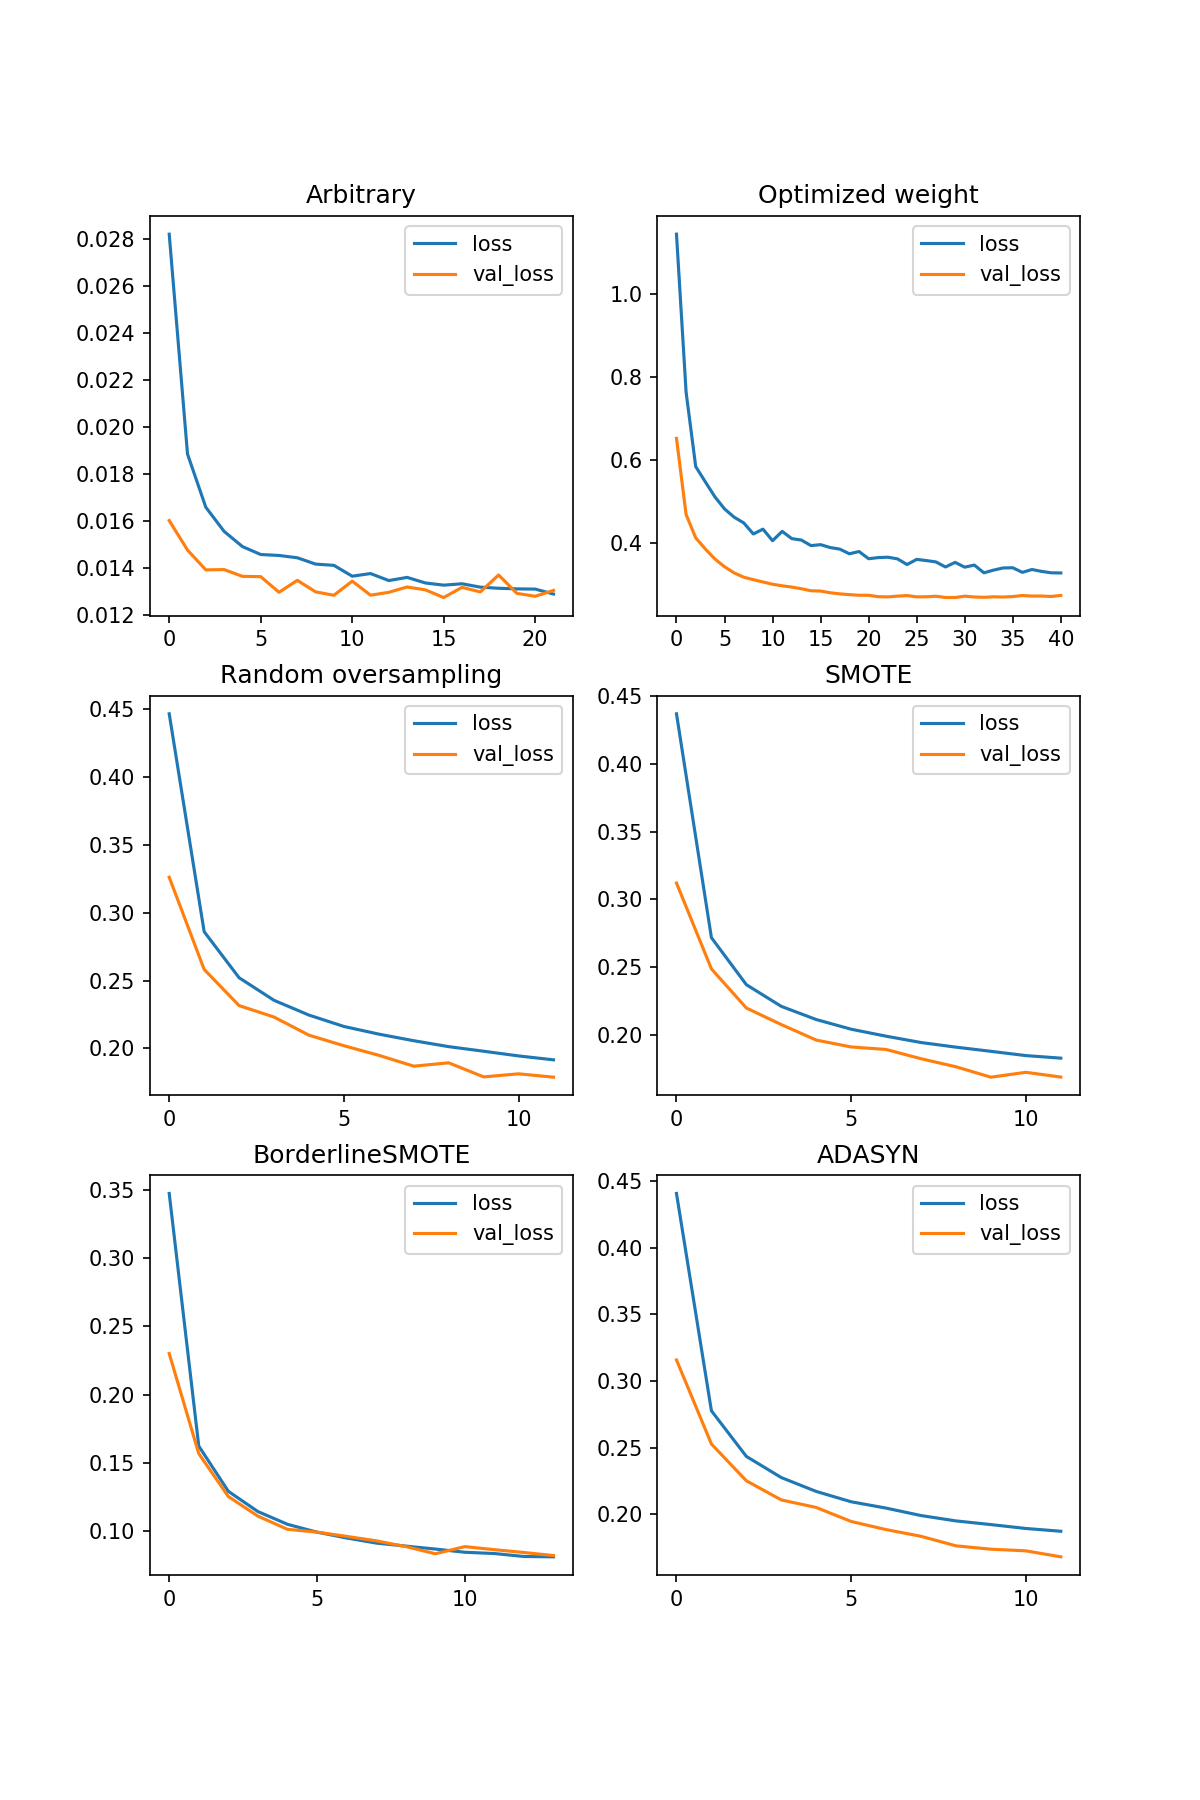 Arbitrary
loss
val_loss
0.028
0.026
0.024
0.022
0.020
0.018
0.016
0.014
0.012
0 5 10 15 20
Optimized weight
loss
val_loss
1.0
0.8
0.6
0.4
0 5 10 15 20 25 30 35 40
Random oversampling
loss
val_loss
0.45
0.40
0.35
0.30
0.25
0.20
0 5 10
SMOTE
loss
val_loss
0.45
0.40
0.35
0.30
0.25
0.20
0 5 10
BorderlineSMOTE
loss
val_loss
0.35
0.30
0.25
0.20
0.15
0.10
0 5 10
ADASYN
loss
val_loss
0.45
0.40
0.35
0.30
0.25
0.20
0 5 10